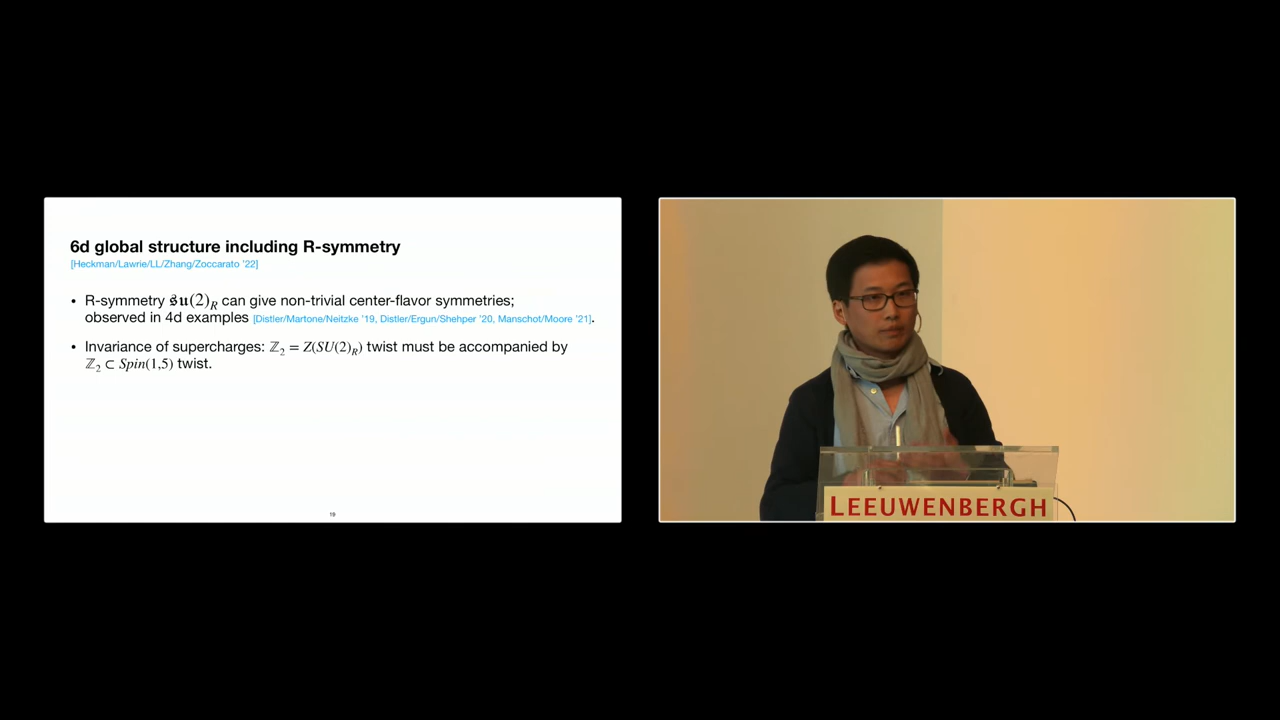 6d global structure including R-symmetry
[Heckman/Lawrie/LL/Zhang/Zoccarato '22]
• R-symmetry 𝔰𝔲(2)_R can give non-trivial center-flavor symmetries;
observed in 4d examples [Distler/Martone/Neitzke '19, Distler/Ergun/Shehper '20, Manschot/Moore '21].
• Invariance of supercharges: ℤ₂ = Z(SU(2)_R) twist must be accompanied by
ℤ₂ ⊂ Spin(1,5) twist.
19
LEEUWENBERGH